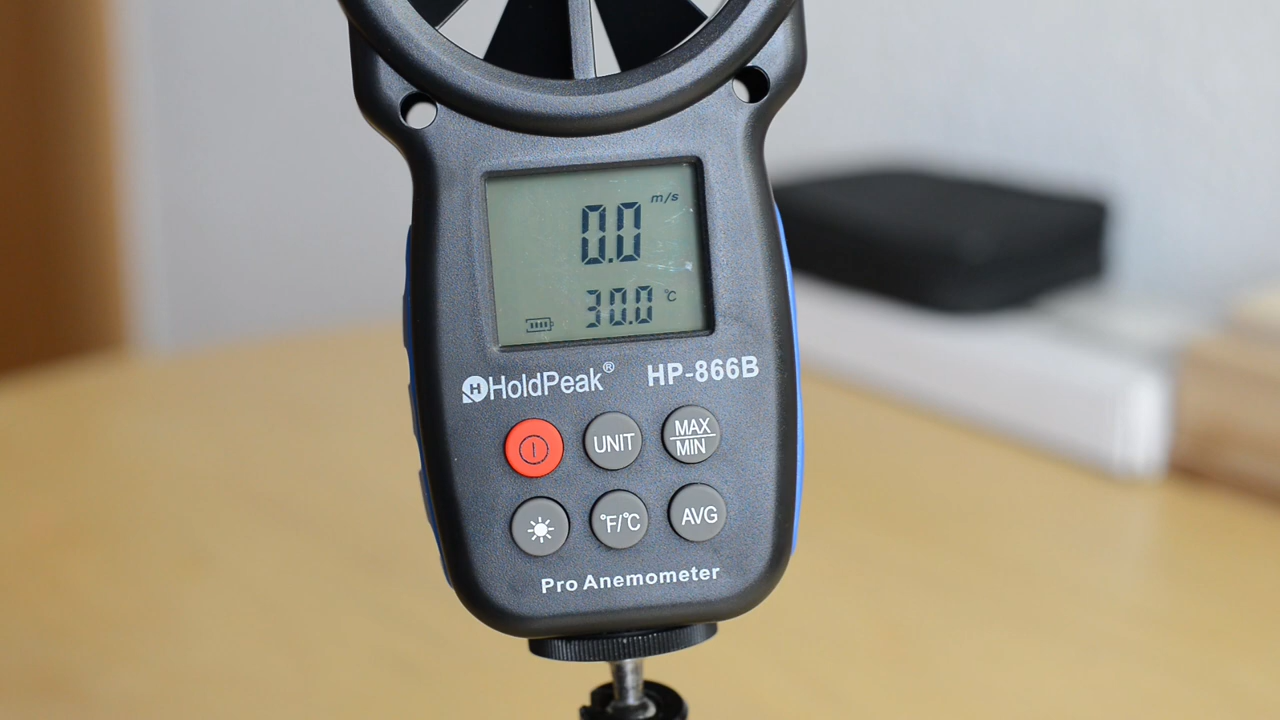 m/s
0.0
30.0 °C
HoldPeak® HP-866B
UNIT MAX
MIN
°F/°C AVG
Pro Anemometer